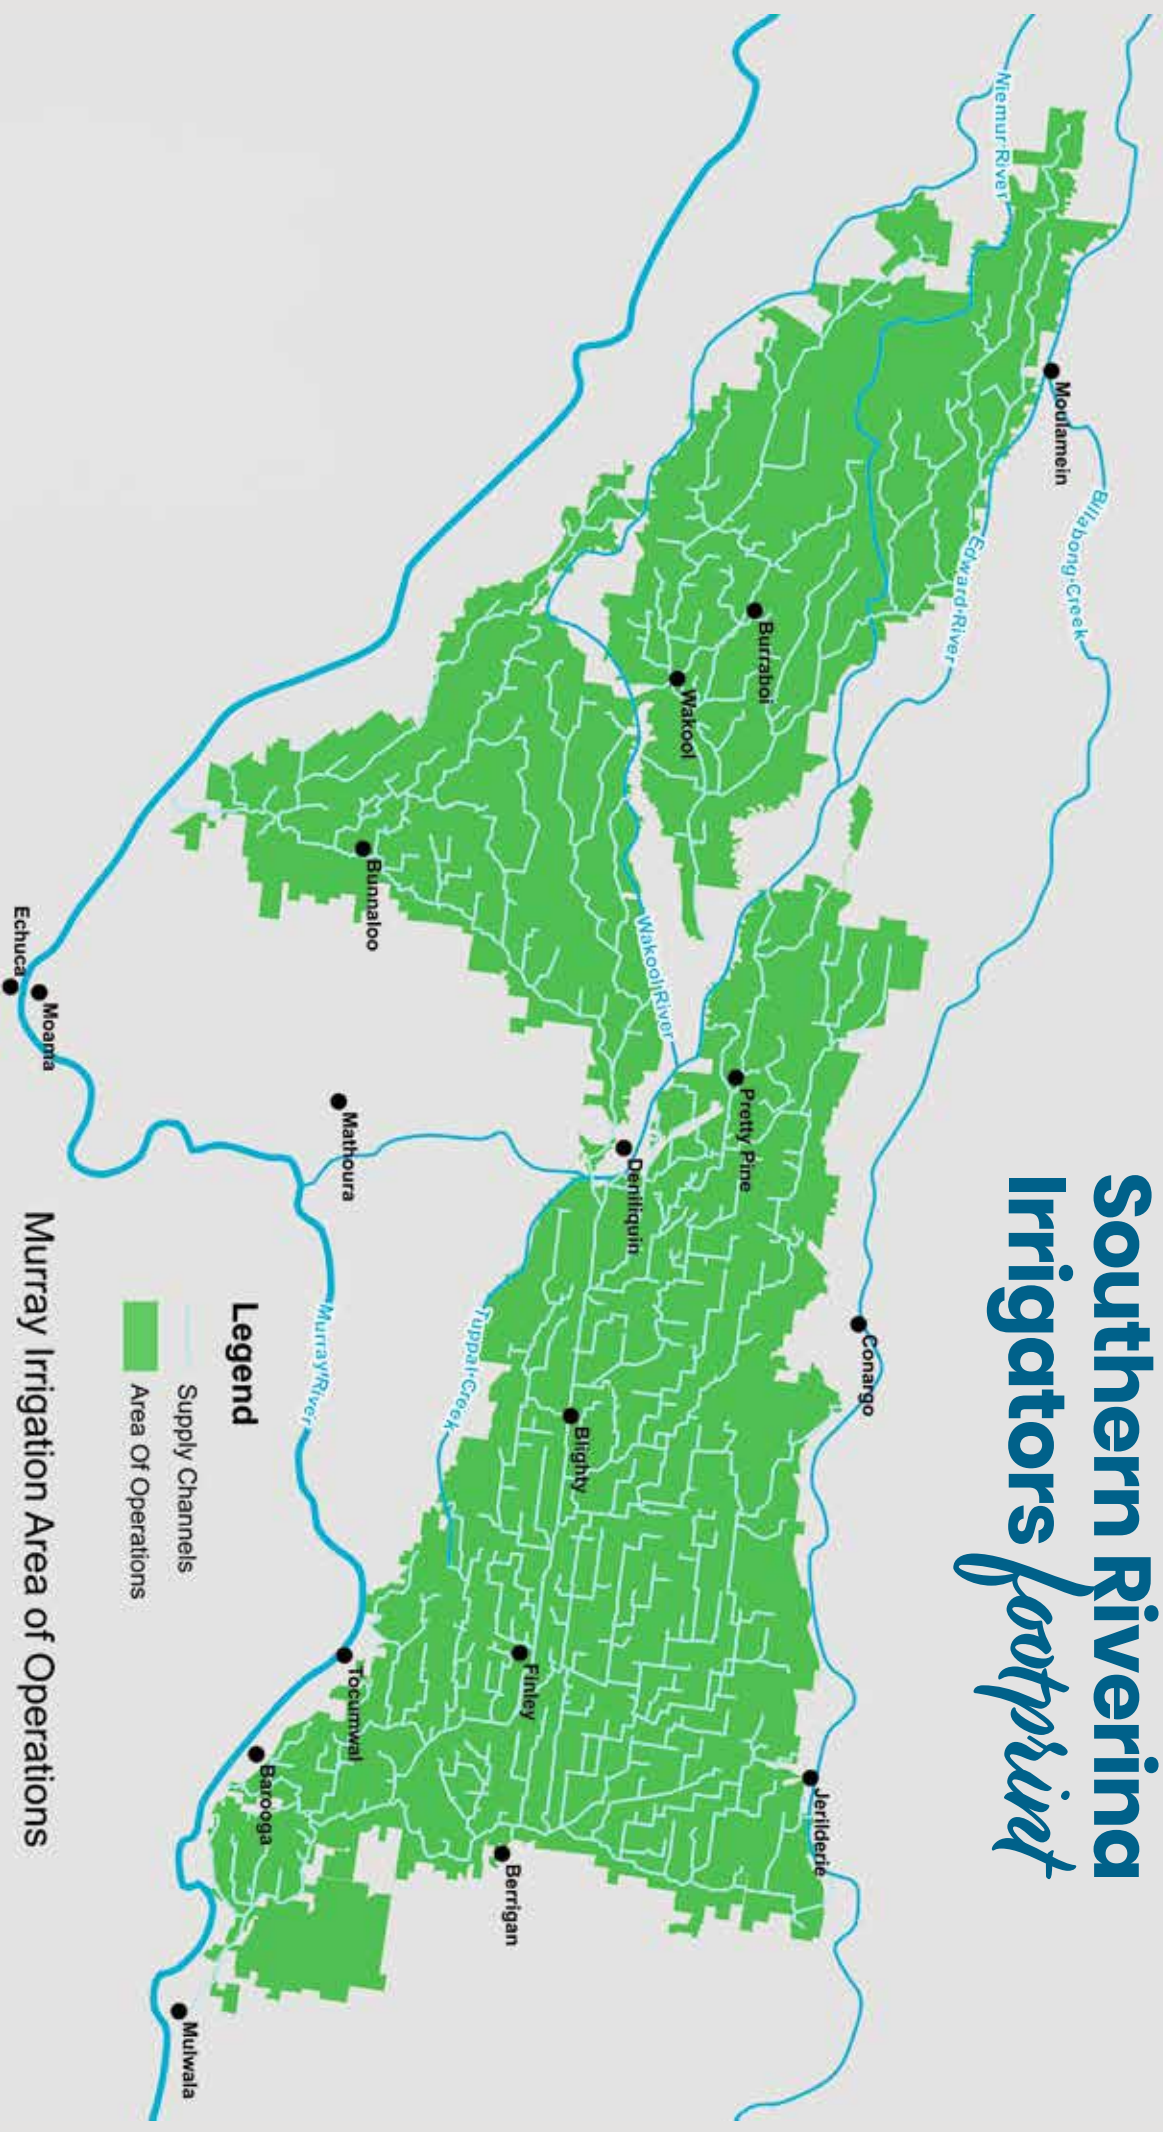 Southern Riverina
Irrigators footprint
Niemur River
Moulamein
Billabong Creek
Edward River
Burraboi
Wakool
Bunnaloo
Wakool River
Echuca
Moama
Mathoura
Pretty Pine
Deniliquin
Conargo
Tuppal Creek
Blighty
Murray River
Finley
Tocumwal
Jerilderie
Barooga
Berrigan
Mulwala
Legend
Supply Channels
Area Of Operations
Murray Irrigation Area of Operations